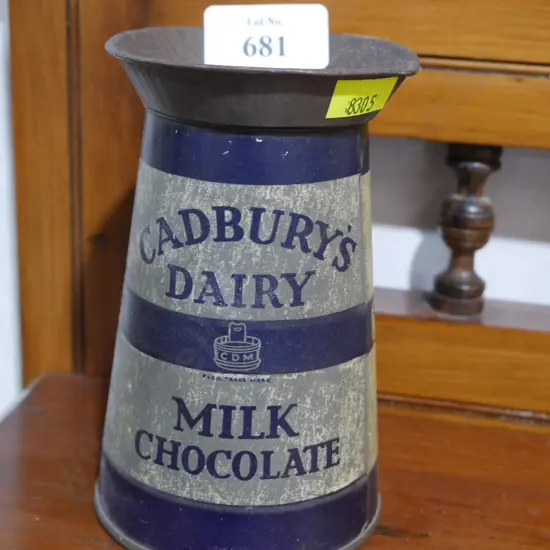 Lot No.
681
8305
CADBURY'S
DAIRY
CDM
REGD. TRADE MARK
MILK
CHOCOLATE